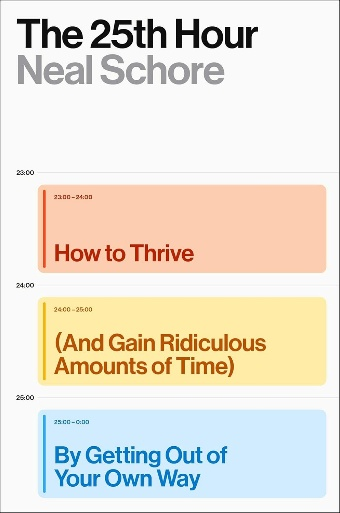 The 25th Hour
Neal Schore
23:00
23:00–24:00
How to Thrive
24:00
24:00–25:00
(And Gain Ridiculous
Amounts of Time)
25:00
25:00–0:00
By Getting Out of
Your Own Way